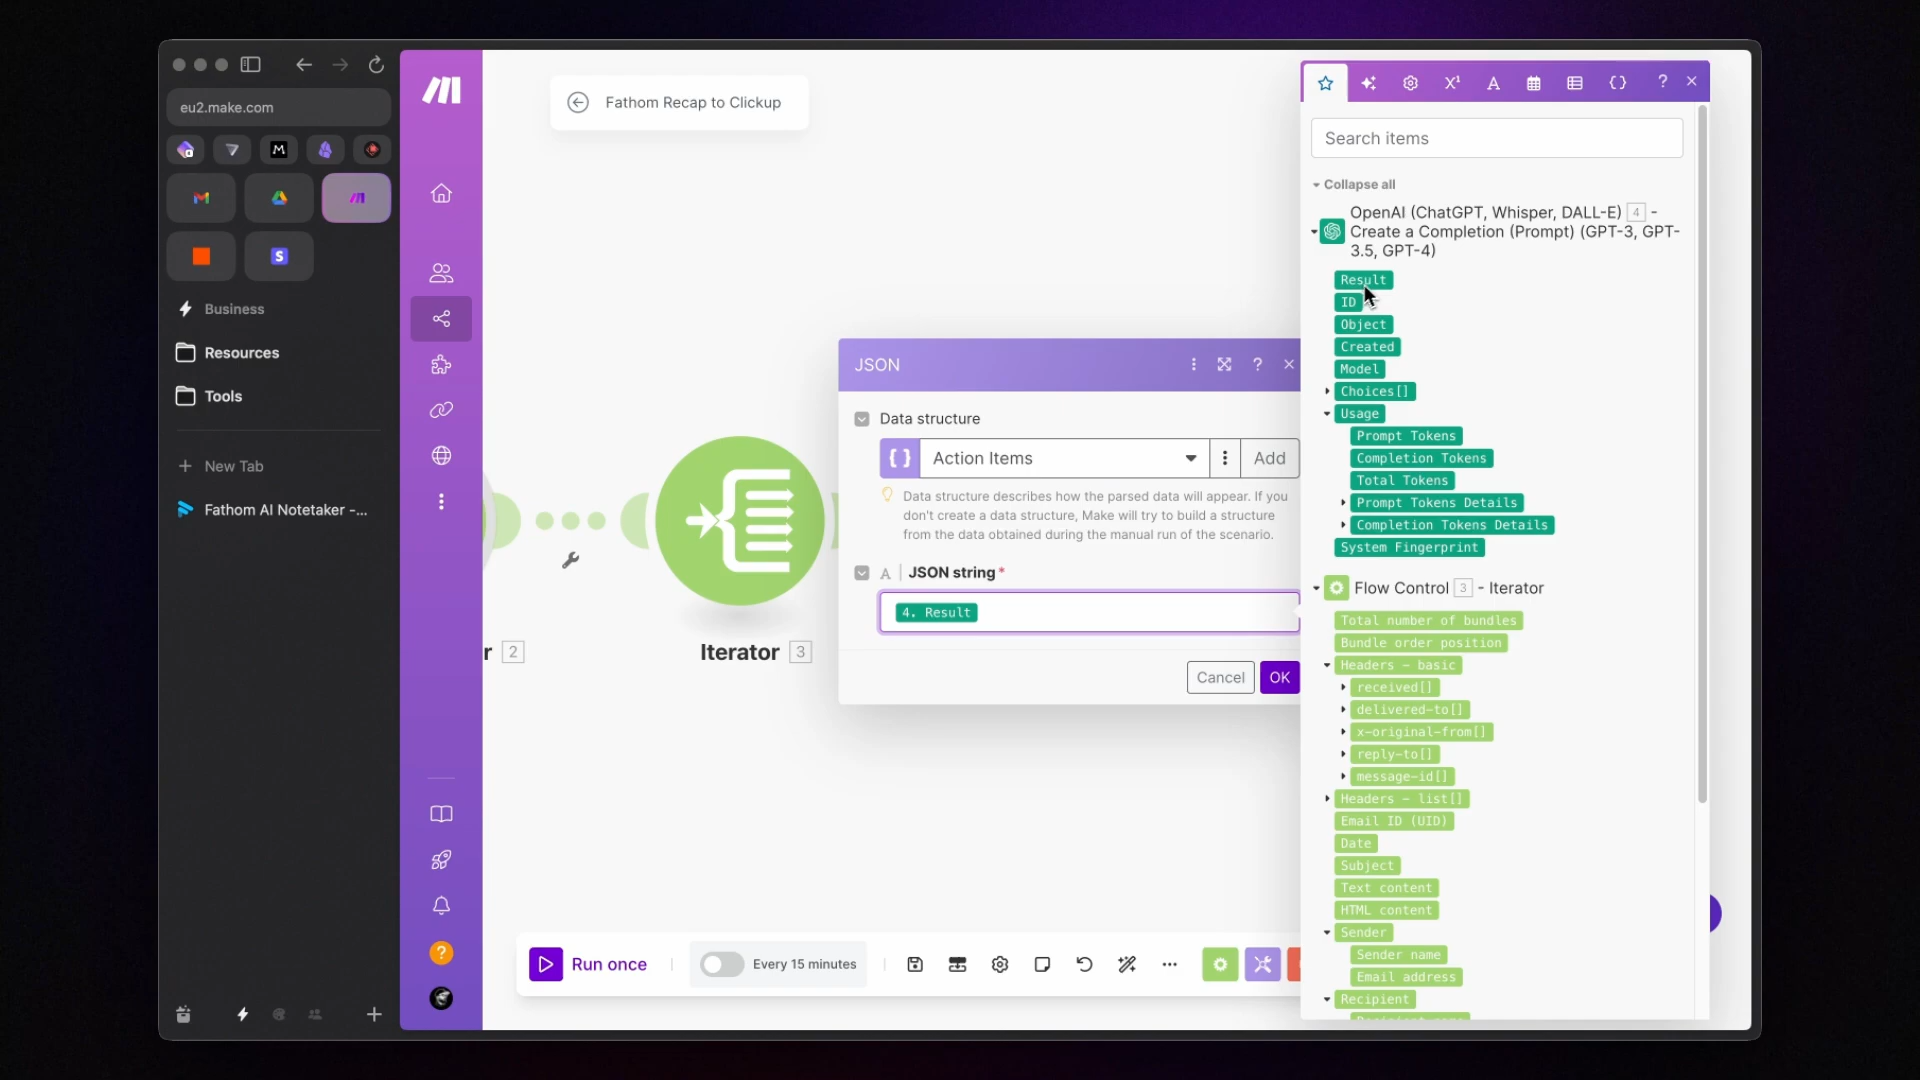 eu2.make.com
M
S
Business
Resources
Tools
New Tab
Fathom AI Notetaker -...
Fathom Recap to Clickup
r 2
Iterator 3
JSON
?
Data structure
{ } Action Items
Add
Data structure describes how the parsed data will appear. If you
don't create a data structure, Make will try to build a structure
from the data obtained during the manual run of the scenario.
A JSON string*
4. Result
Cancel
OK
Run once
Every 15 minutes
?
Search items
Collapse all
OpenAI (ChatGPT, Whisper, DALL-E) 4 -
Create a Completion (Prompt) (GPT-3, GPT-
3.5, GPT-4)
Result
ID
Object
Created
Model
Choices[]
Usage
Prompt Tokens
Completion Tokens
Total Tokens
Prompt Tokens Details
Completion Tokens Details
System Fingerprint
Flow Control 3 - Iterator
Total number of bundles
Bundle order position
Headers - basic
received[]
delivered-to[]
x-original-from[]
reply-to[]
message-id[]
Headers - list[]
Email ID (UID)
Date
Subject
Text content
HTML content
Sender
Sender name
Email address
Recipient